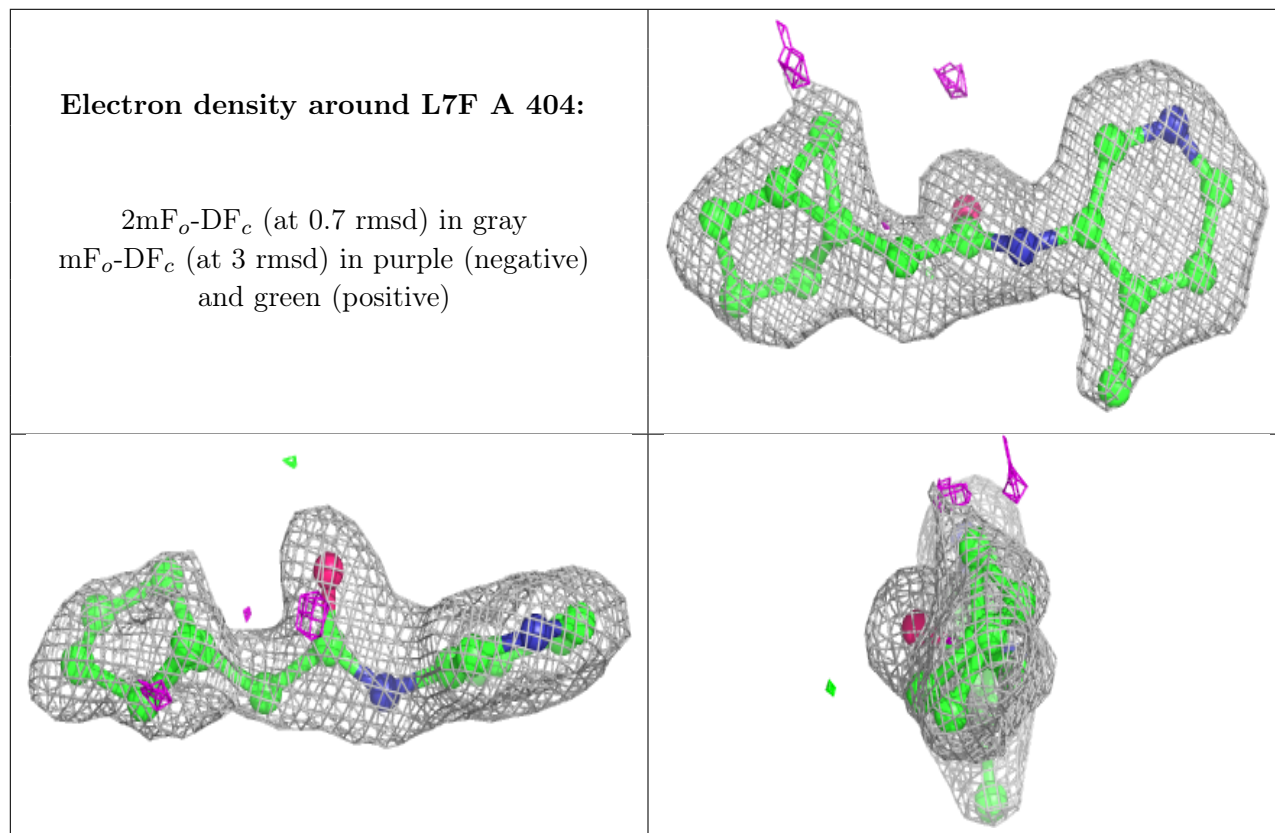 Electron density around L7F A 404:
2mFo-DFc (at 0.7 rmsd) in gray
mFo-DFc (at 3 rmsd) in purple (negative)
and green (positive)